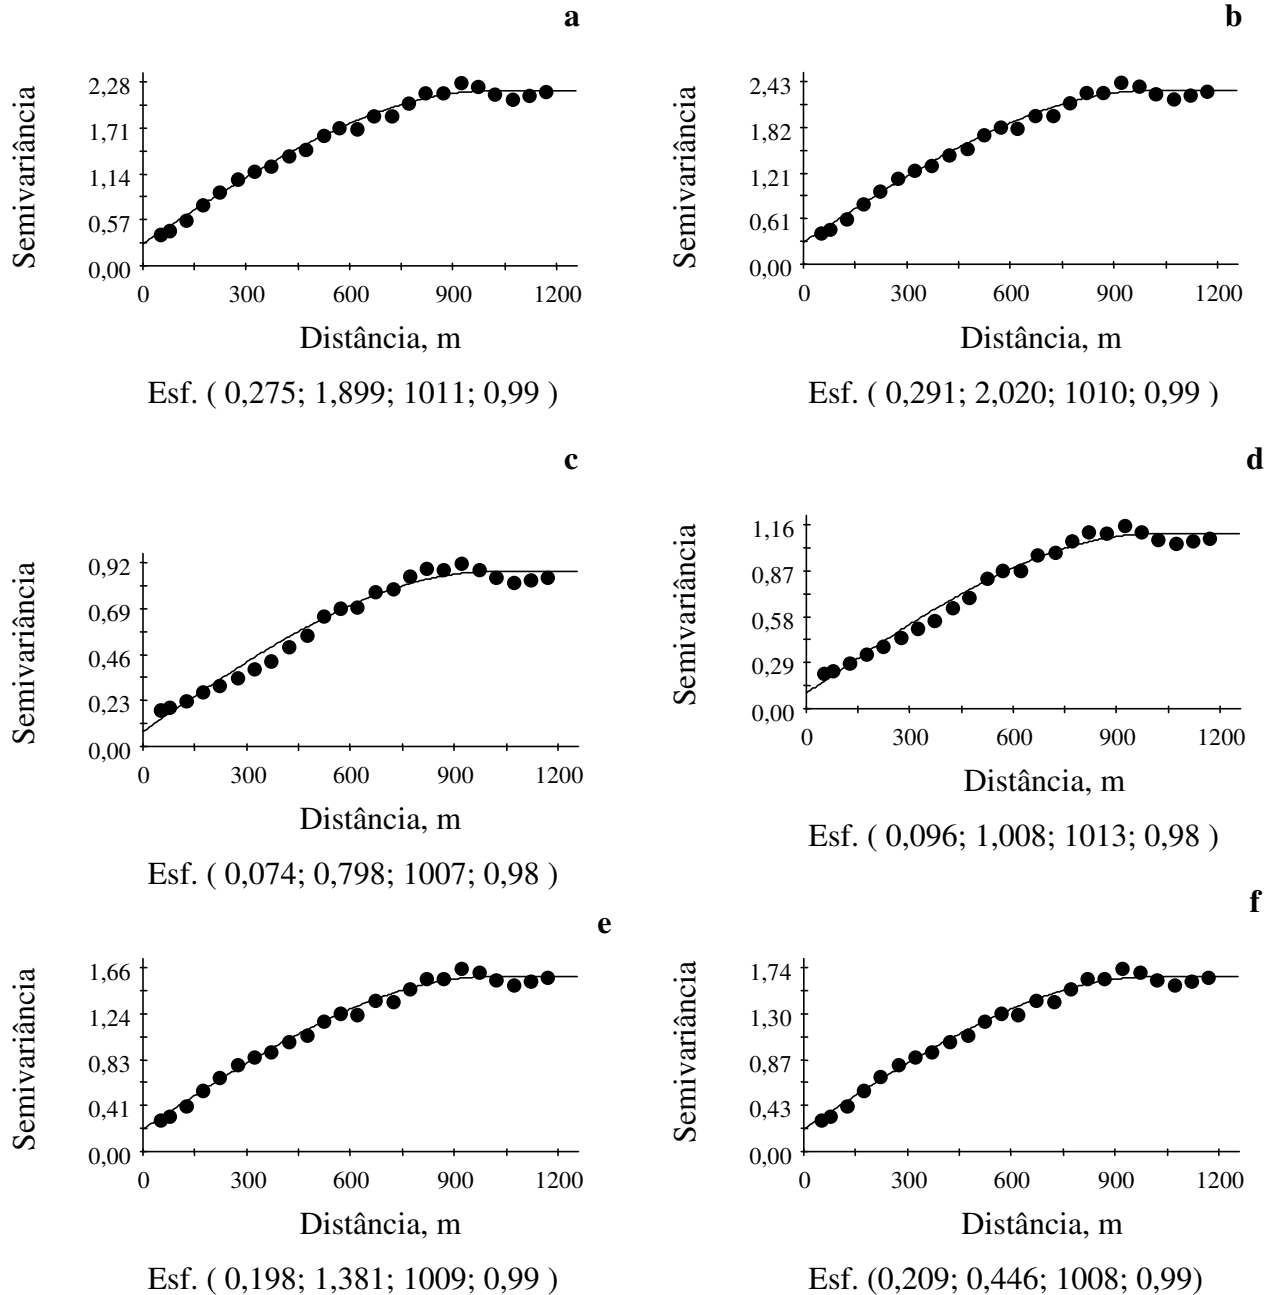 a
Semivariância
2,28
1,71
1,14
0,57
0,00
0 300 600 900 1200
Distância, m
Esf. ( 0,275; 1,899; 1011; 0,99 )
b
Semivariância
2,43
1,82
1,21
0,61
0,00
0 300 600 900 1200
Distância, m
Esf. ( 0,291; 2,020; 1010; 0,99 )
c
Semivariância
0,92
0,69
0,46
0,23
0,00
0 300 600 900 1200
Distância, m
Esf. ( 0,074; 0,798; 1007; 0,98 )
d
Semivariância
1,16
0,87
0,58
0,29
0,00
0 300 600 900 1200
Distância, m
Esf. ( 0,096; 1,008; 1013; 0,98 )
e
Semivariância
1,66
1,24
0,83
0,41
0,00
0 300 600 900 1200
Distância, m
Esf. ( 0,198; 1,381; 1009; 0,99 )
f
Semivariância
1,74
1,30
0,87
0,43
0,00
0 300 600 900 1200
Distância, m
Esf. (0,209; 0,446; 1008; 0,99)